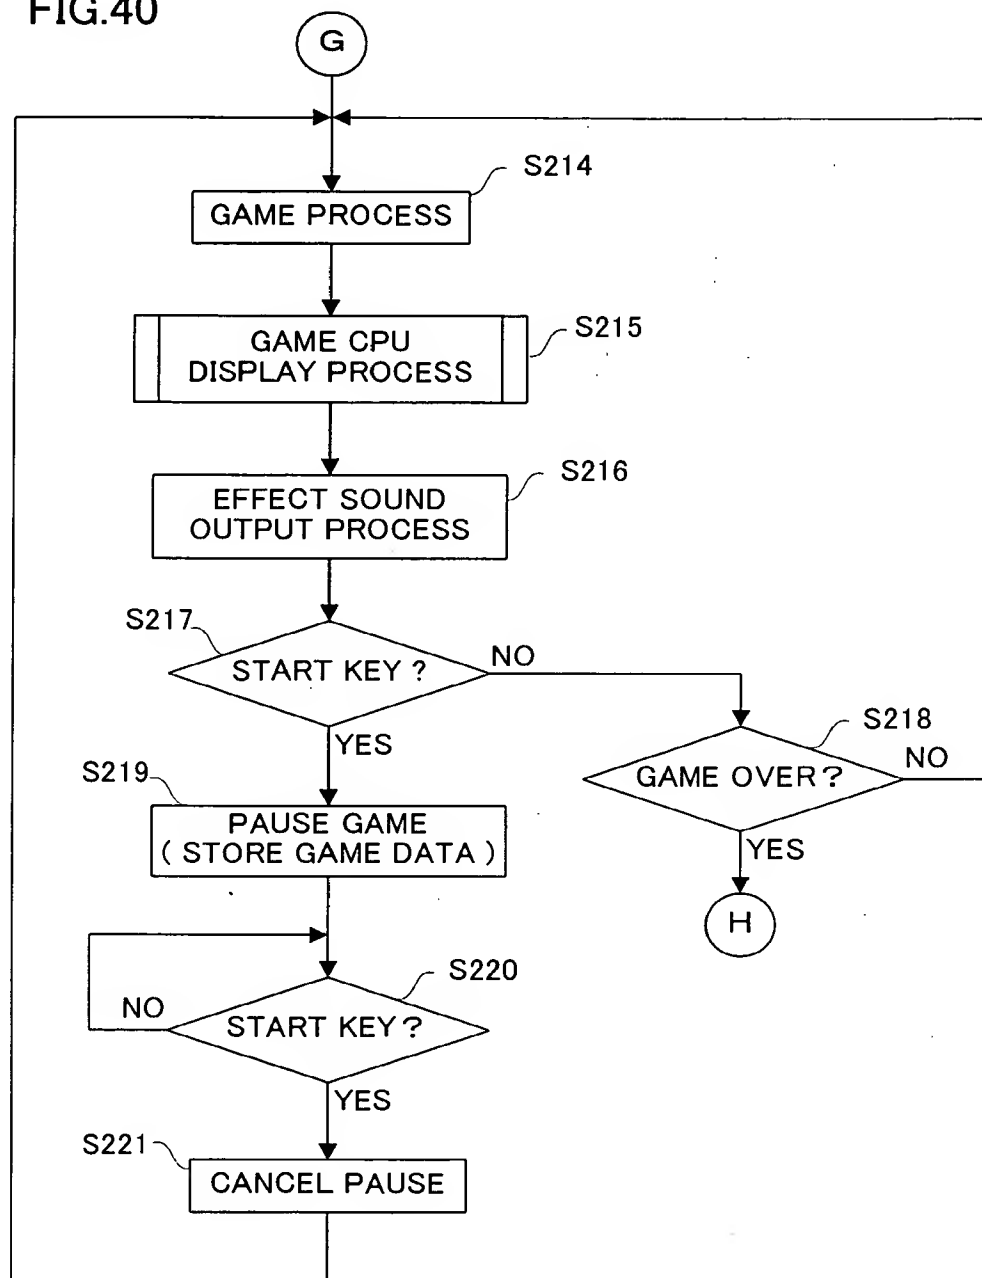 FIG.40
G
S214
GAME PROCESS
S215
GAME CPU
DISPLAY PROCESS
S216
EFFECT SOUND
OUTPUT PROCESS
S217
START KEY?
NO
YES
S218
GAME OVER?
NO
YES
H
S219
PAUSE GAME
( STORE GAME DATA )
S220
START KEY?
NO
YES
S221
CANCEL PAUSE